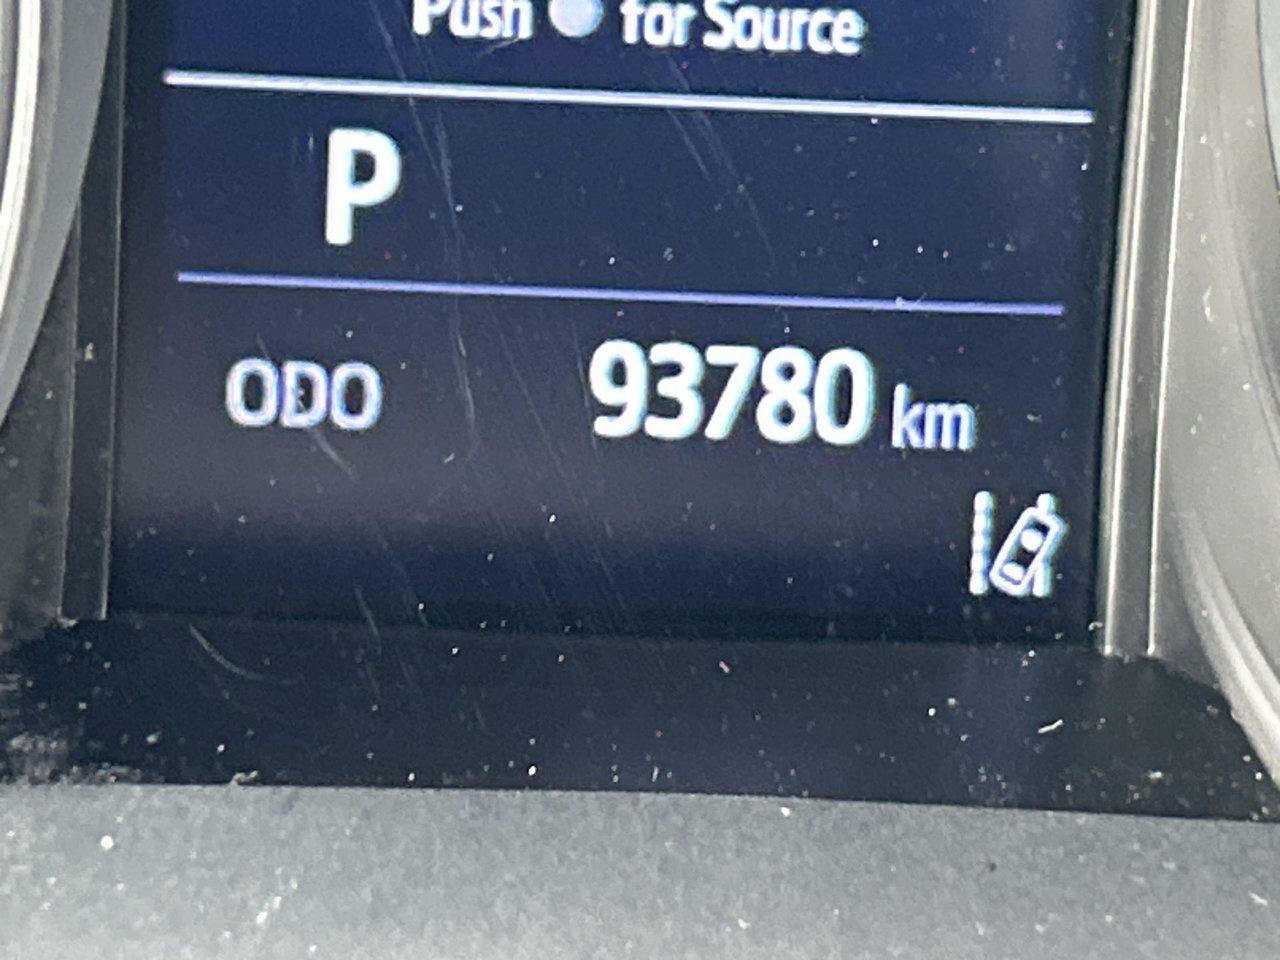 Push for Source
P
ODO 93780 km